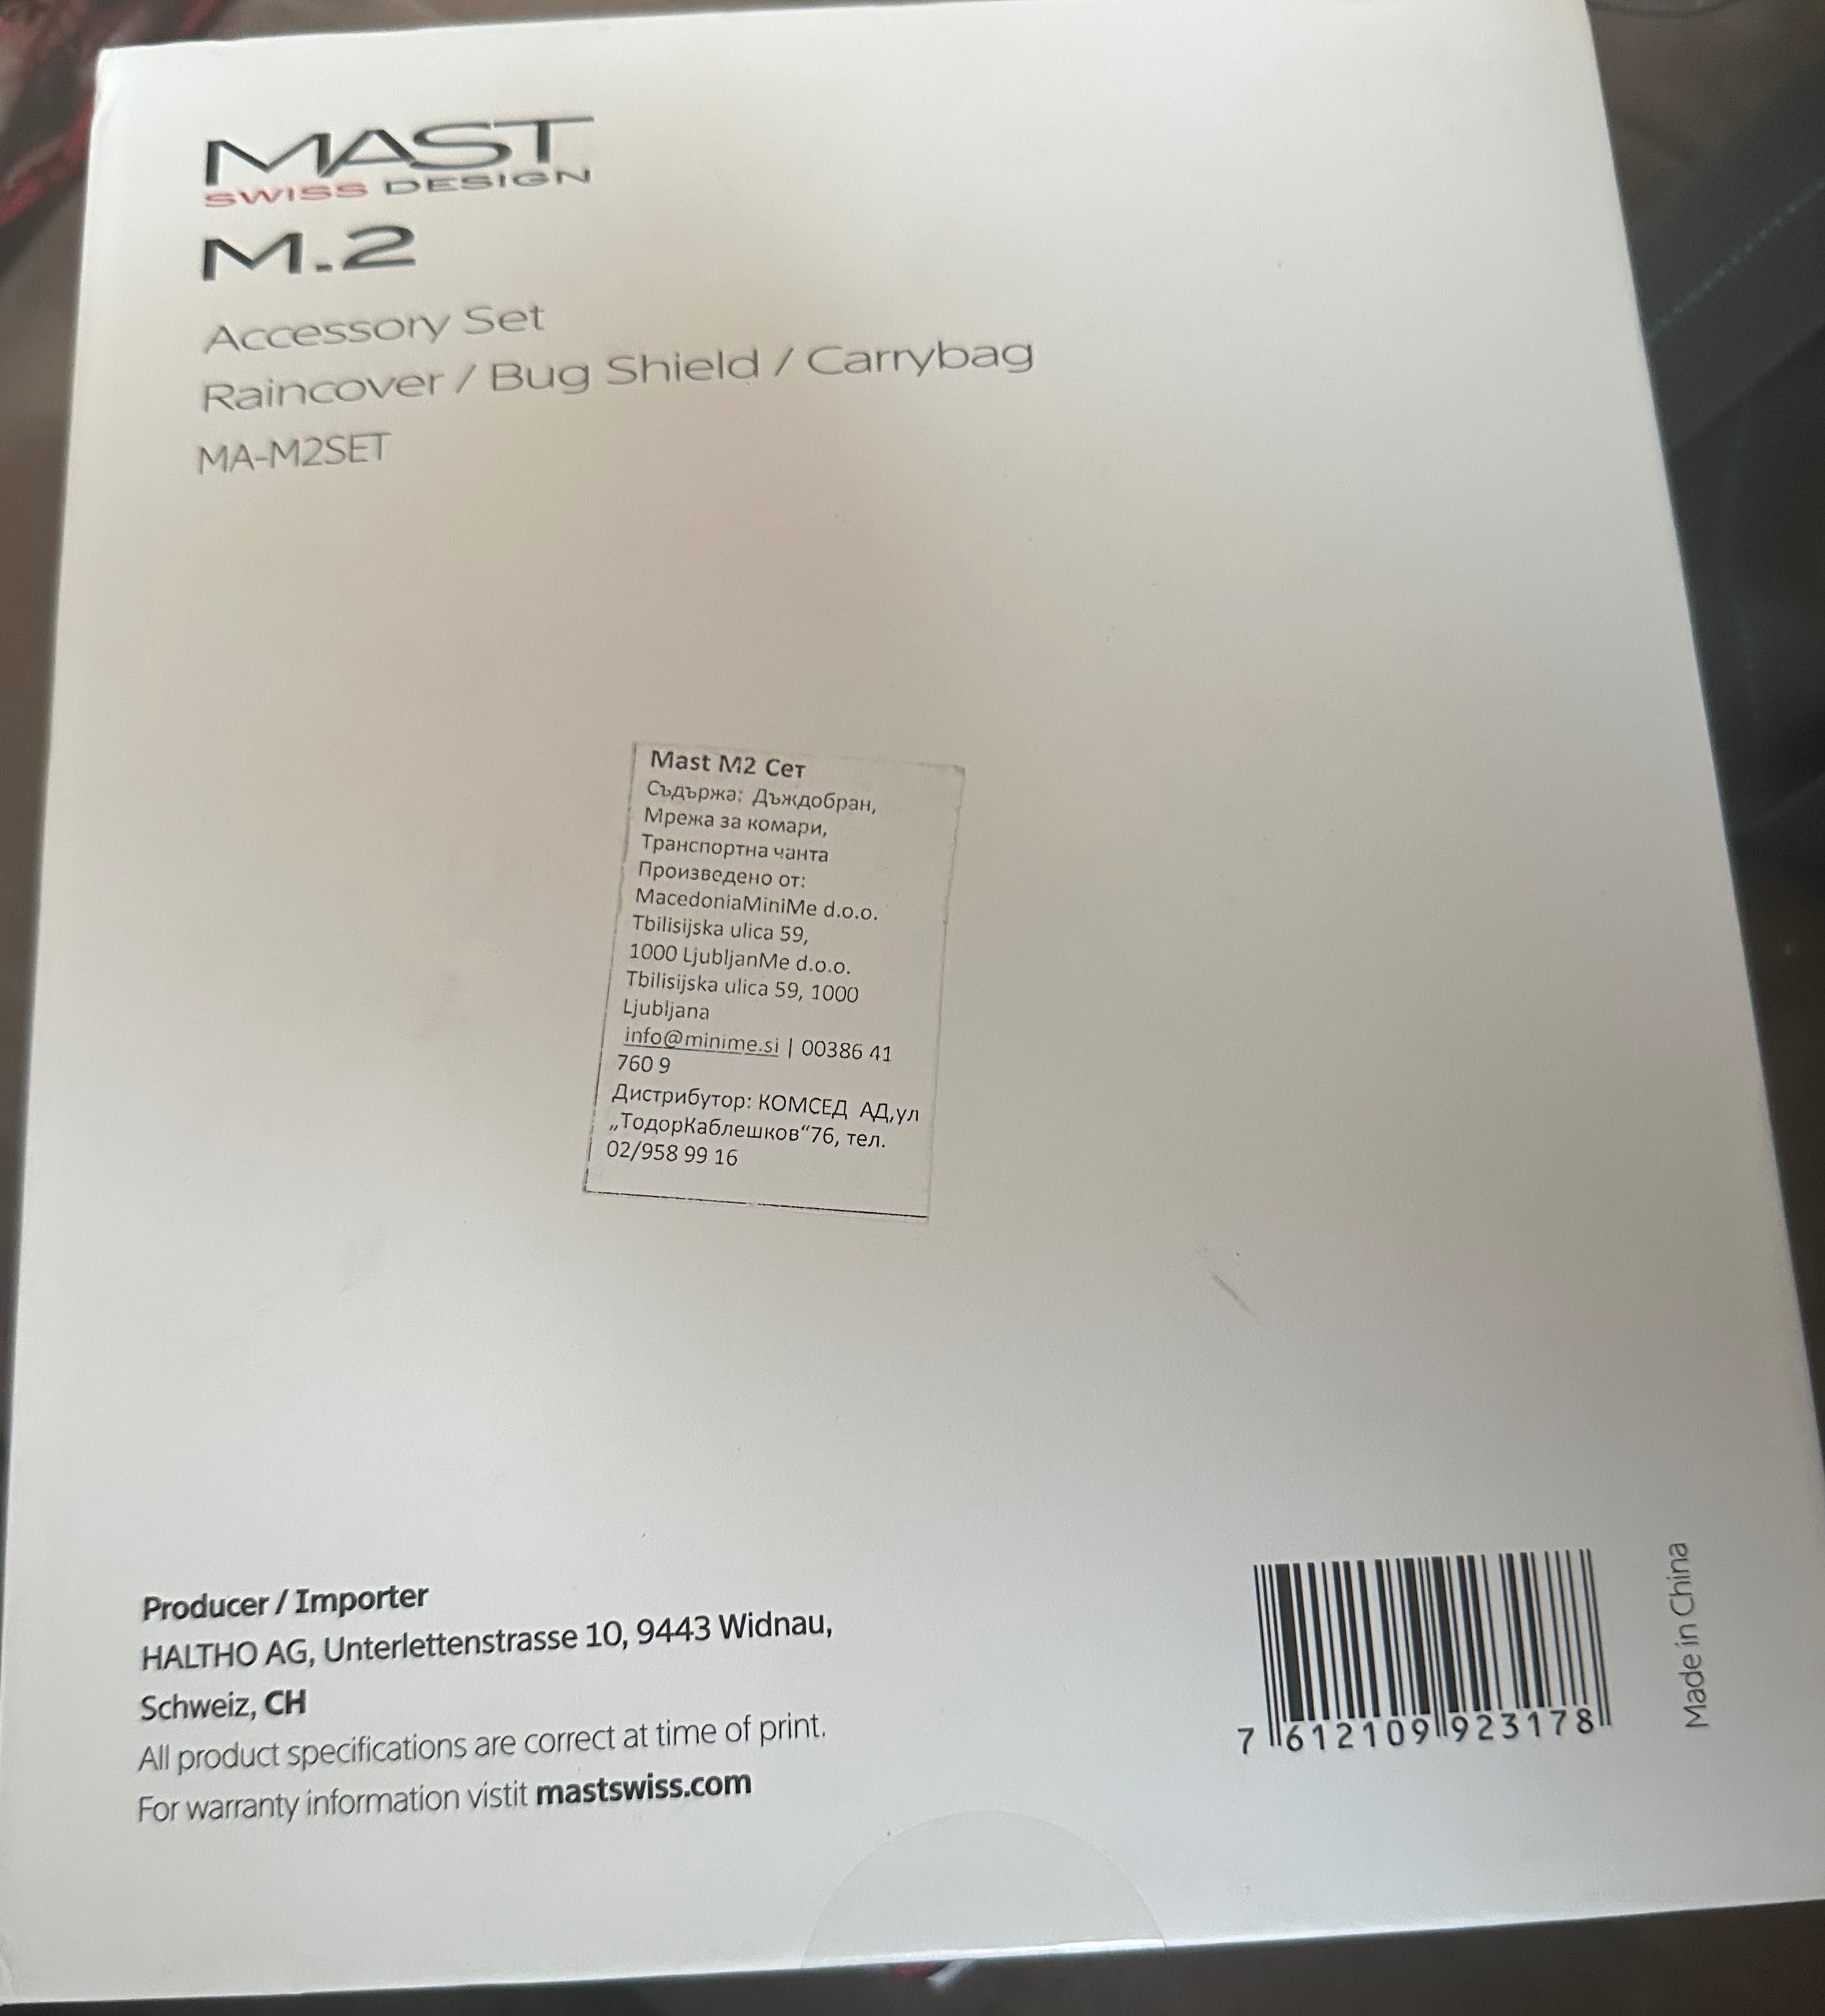 MAST
SWISS DESIGN
M.2
Accessory Set
Raincover / Bug Shield / Carrybag
MA-M2SET
Mast M2 Сет
Съдържа: Дъждобран,
Мрежа за комари,
Транспортна чанта
Произведено от:
MacedoniaMiniMe d.o.o.
Tbilisijska ulica 59,
1000 LjubljanMe d.o.o.
Tbilisijska ulica 59, 1000
Ljubljana
info@minime.si | 00386 41
760 9
Дистрибутор: КОМСЕД АД,ул
„ТодорКаблешков“76, тел.
02/958 99 16
Producer / Importer
HALTHO AG, Unterlettenstrasse 10, 9443 Widnau,
Schweiz, CH
All product specifications are correct at time of print.
For warranty information vistit mastswiss.com
7 612109 923178
Made in China